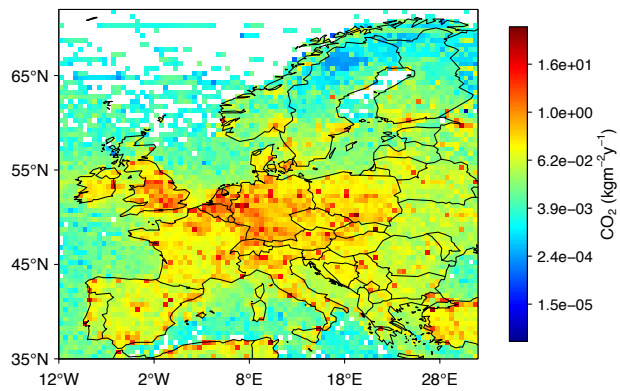 65°N
55°N
45°N
35°N
12°W
2°W
8°E
18°E
28°E
1.6e+01
1.0e+00
6.2e−02
3.9e−03
2.4e−04
1.5e−05
CO₂ (kgm⁻²y⁻¹)